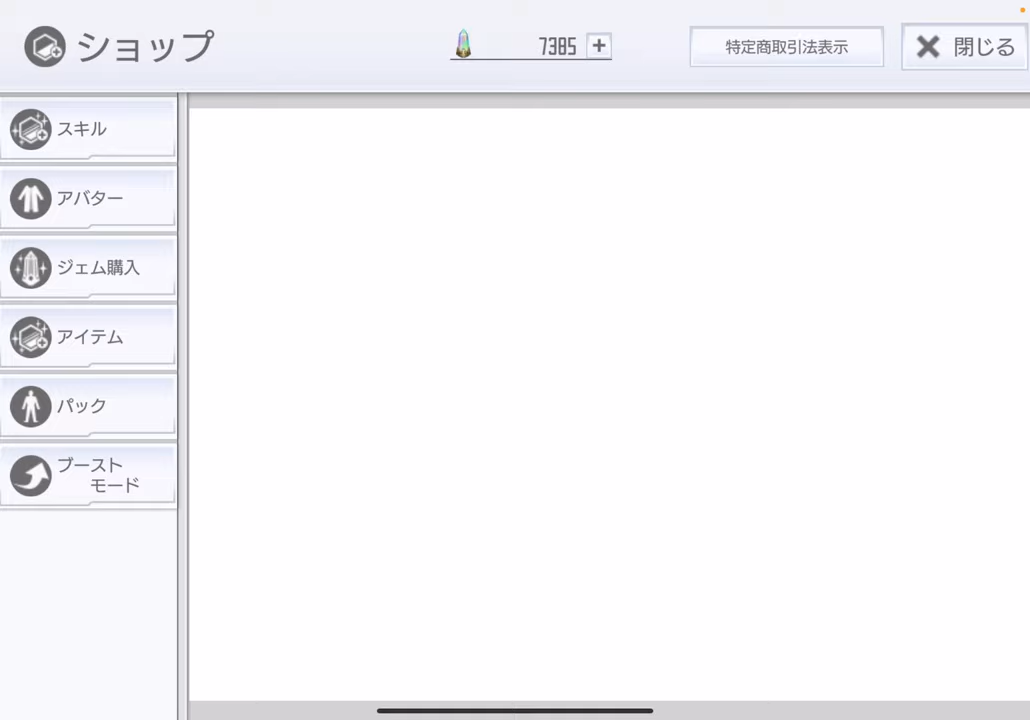 ショップ
7385
特定商取引法表示
閉じる
スキル
アバター
ジェム購入
アイテム
パック
ブースト
モード